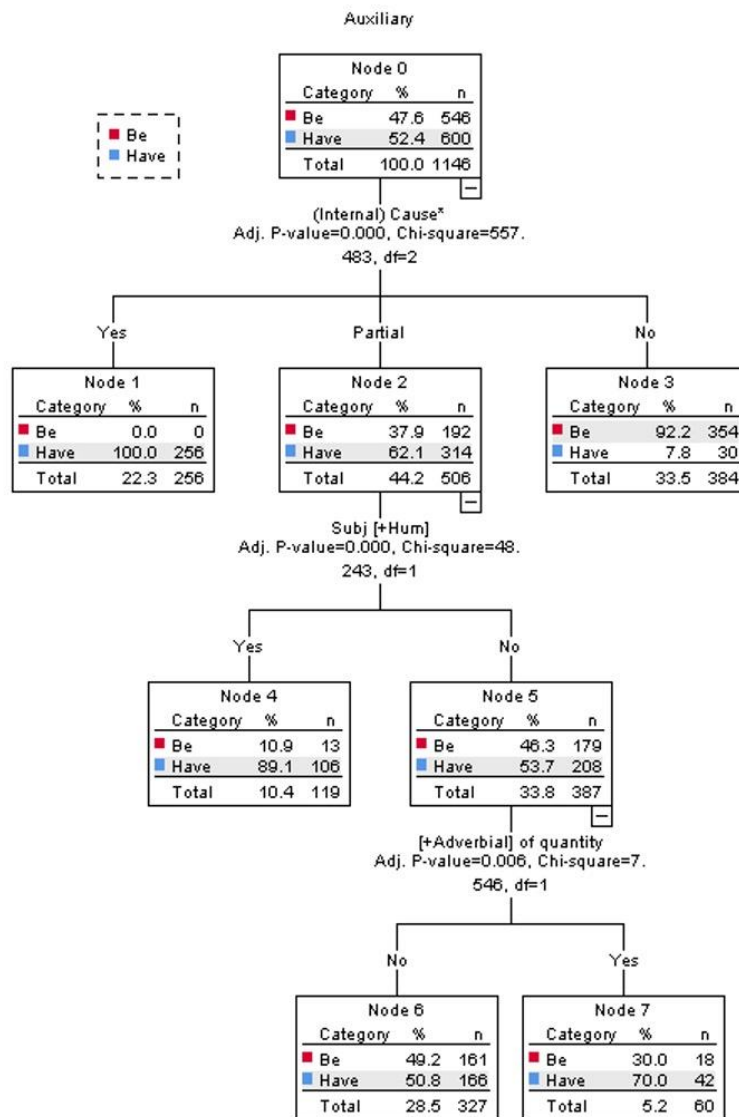 Auxiliary
Be
Have
Node 0
Category % n
Be 47.6 546
Have 52.4 600
Total 100.0 1146
(Internal) Cause*
Adj. P-value=0.000, Chi-square=557.
483, df=2
Yes
Partial
No
Node 1
Category % n
Be 0.0 0
Have 100.0 256
Total 22.3 256
Node 2
Category % n
Be 37.9 192
Have 62.1 314
Total 44.2 506
Node 3
Category % n
Be 92.2 354
Have 7.8 30
Total 33.5 384
Subj [+Hum]
Adj. P-value=0.000, Chi-square=48.
243, df=1
Yes
No
Node 4
Category % n
Be 10.9 13
Have 89.1 106
Total 10.4 119
Node 5
Category % n
Be 46.3 179
Have 53.7 208
Total 33.8 387
[+Adverbial] of quantity
Adj. P-value=0.006, Chi-square=7.
546, df=1
No
Yes
Node 6
Category % n
Be 49.2 161
Have 50.8 166
Total 28.5 327
Node 7
Category % n
Be 30.0 18
Have 70.0 42
Total 5.2 60